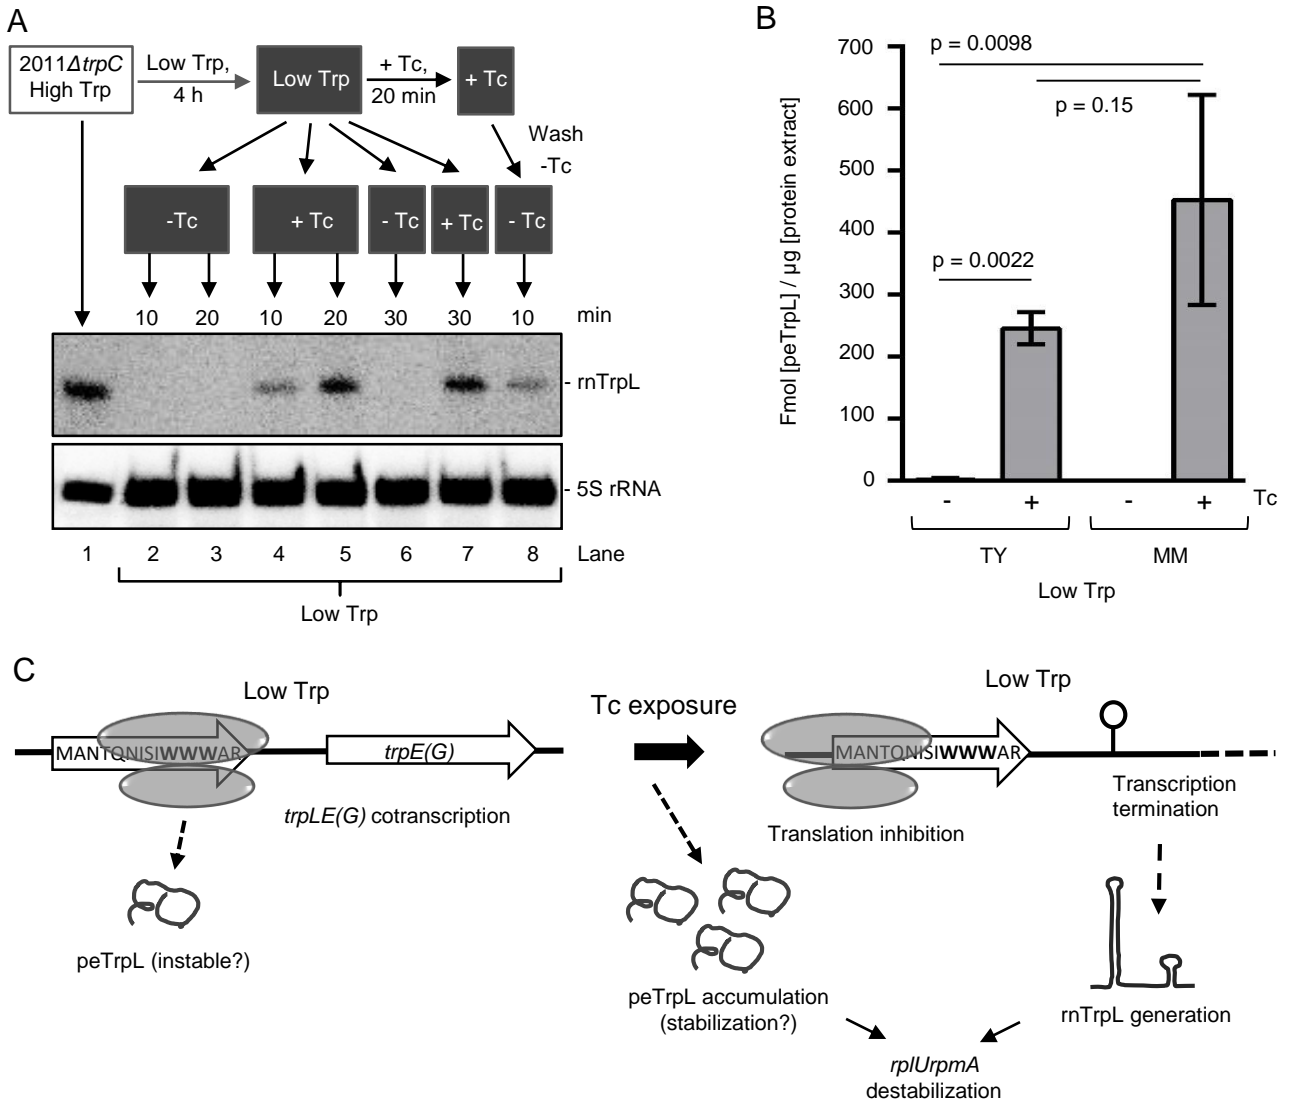 A
2011ΔtrpC
High Trp
Low Trp,
4 h
Low Trp
+ Tc,
20 min
+ Tc
Wash
-Tc
-Tc
+ Tc
- Tc
+ Tc
- Tc
10 20 10 20 30 30 10 min
- rnTrpL
- 5S rRNA
1 2 3 4 5 6 7 8 Lane
Low Trp
B
Fmol [peTrpL] / µg [protein extract]
700
600
500
400
300
200
100
0
p = 0.0098
p = 0.15
p = 0.0022
- + - + Tc
TY MM
Low Trp
C
Low Trp
MANTQNISIWWWAR
trpE(G)
trpLE(G) cotranscription
peTrpL (instable?)
Tc exposure
peTrpL accumulation
(stabilization?)
Low Trp
MANTQNISIWWWAR
Translation inhibition
Transcription
termination
rnTrpL generation
rplUrpmA
destabilization